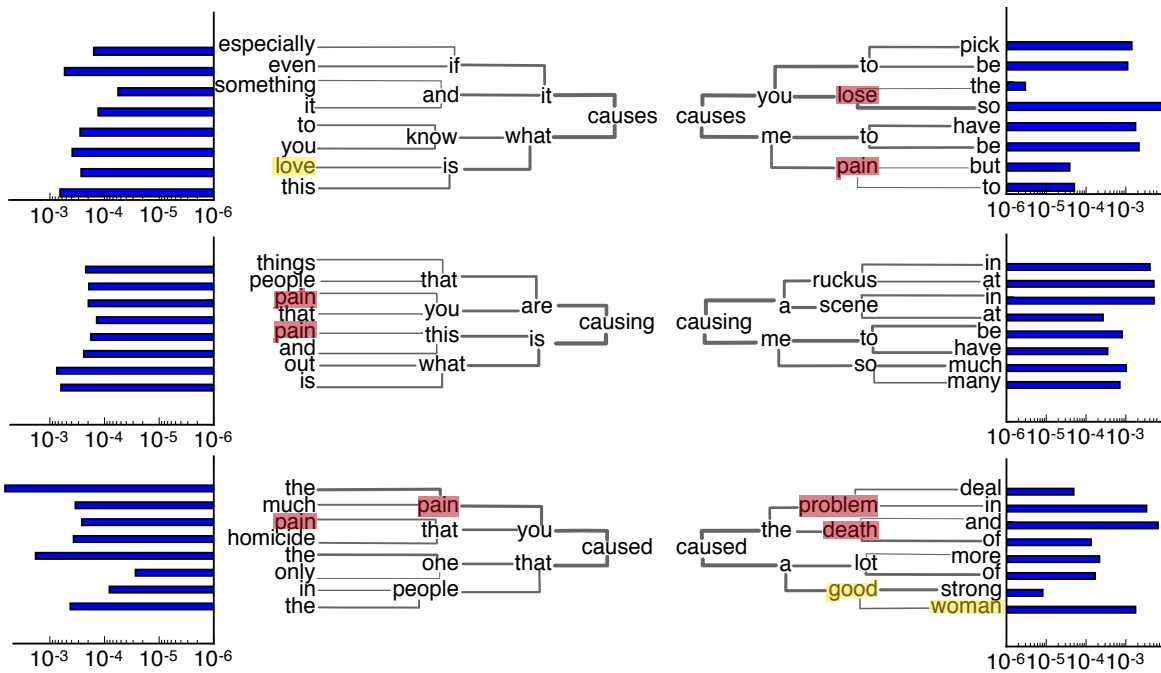 especially
even
if
something
it
and
it
to
you
know
what
love
is
this
causes
10-3 10-4 10-5 10-6
causes
you
to
pick
be
lose
the
so
me
to
have
be
pain
but
to
10-6 10-5 10-4 10-3
things
people
that
pain
that
you
are
pain
and
this
is
out
is
what
causing
10-3 10-4 10-5 10-6
causing
a
ruckus
in
at
scene
in
at
me
to
be
have
so
much
many
10-6 10-5 10-4 10-3
the
much
pain
pain
homicide
that
you
the
only
one
that
in
the
people
caused
10-3 10-4 10-5 10-6
caused
the
problem
deal
in
death
and
of
a
lot
more
of
good
strong
woman
10-6 10-5 10-4 10-3